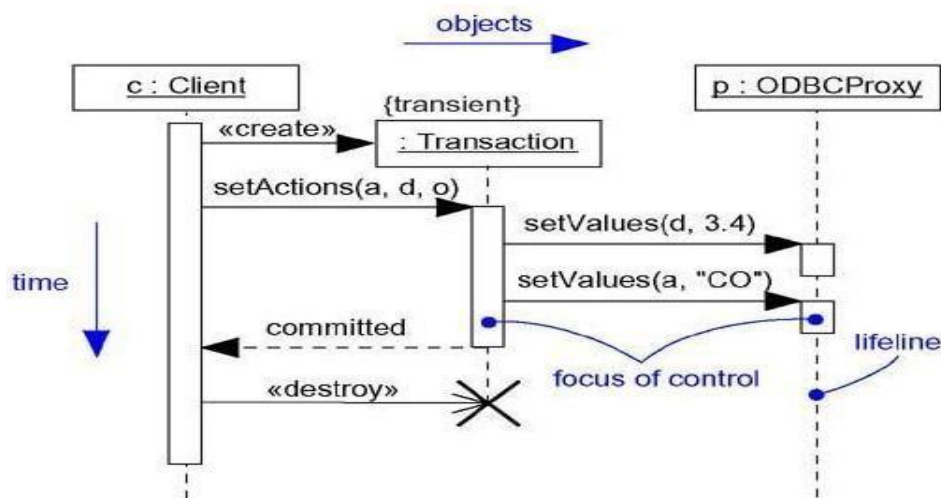 objects
c : Client
{transient}
p : ODBCProxy
«create»
: Transaction
setActions(a, d, o)
setValues(d, 3.4)
time
setValues(a, "CO")
committed
lifeline
focus of control
«destroy»